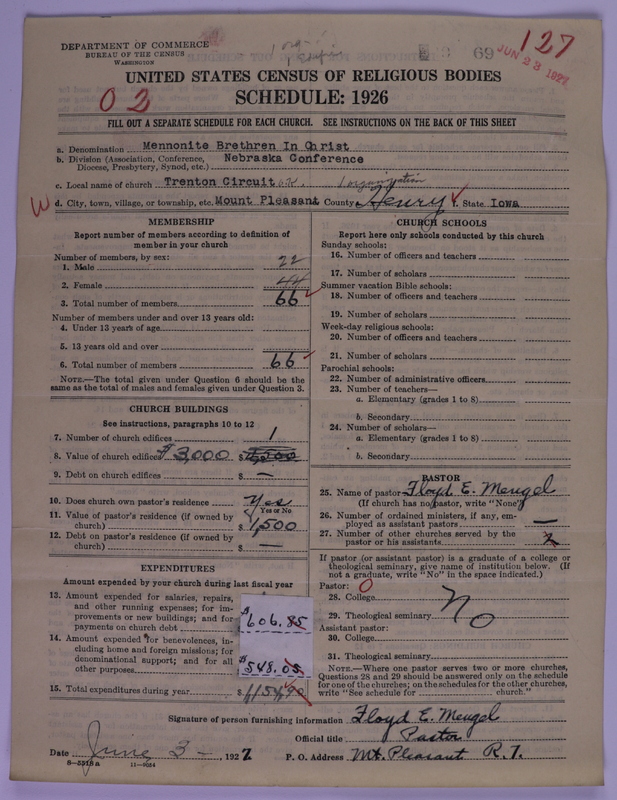 DEPARTMENT OF COMMERCE
BUREAU OF THE CENSUS
WASHINGTON
69
127
JUN 23 1927
UNITED STATES CENSUS OF RELIGIOUS BODIES
03
SCHEDULE: 1926
FILL OUT A SEPARATE SCHEDULE FOR EACH CHURCH. SEE INSTRUCTIONS ON THE BACK OF THIS SHEET
a. Denomination Mennonite Brethren In Christ
b. Division (Association, Conference, Diocese, Presbytery, Synod, etc.) Nebraska Conference
c. Local name of church Trenton Circuit 1 organization
d. City, town, village, or township, etc. Mount Pleasant County Henry State Iowa
MEMBERSHIP
Report number of members according to definition of
member in your church
Number of members, by sex:
1. Male 22
2. Female 44
3. Total number of members 66
Number of members under and over 13 years old:
4. Under 13 years of age
5. 13 years old and over
6. Total number of members 66
NOTE.—The total given under Question 6 should be the
same as the total of males and females given under Question 3.
CHURCH BUILDINGS
See instructions, paragraphs 10 to 12
7. Number of church edifices 1
8. Value of church edifices $3,000 $
9. Debt on church edifices $ —
10. Does church own pastor's residence Yes
Yes or No
11. Value of pastor's residence (if owned by
church) $ 1,500
12. Debt on pastor's residence (if owned by
church) $ —
EXPENDITURES
Amount expended by your church during last fiscal year
13. Amount expended for salaries, repairs,
and other running expenses; for im-
provements or new buildings; and for
payments on church debt $606.85
14. Amount expended for benevolences, in-
cluding home and foreign missions; for
denominational support; and for all
other purposes $548.05
15. Total expenditures during year $ 1,154.90
CHURCH SCHOOLS
Report here only schools conducted by this church
Sunday schools:
16. Number of officers and teachers
17. Number of scholars
Summer vacation Bible schools:
18. Number of officers and teachers
19. Number of scholars
Week-day religious schools:
20. Number of officers and teachers
21. Number of scholars
Parochial schools:
22. Number of administrative officers
23. Number of teachers—
a. Elementary (grades 1 to 8)
b. Secondary
24. Number of scholars—
a. Elementary (grades 1 to 8)
b. Secondary
PASTOR
25. Name of pastor Floyd E. Mengel
(If church has no pastor, write "None")
26. Number of ordained ministers, if any, em-
ployed as assistant pastors —
27. Number of other churches served by the
pastor or his assistants
If pastor (or assistant pastor) is a graduate of a college or
theological seminary, give name of institution below. (If
not a graduate, write "No" in the space indicated.)
Pastor: 0
28. College
No
29. Theological seminary
Assistant pastor:
30. College
31. Theological seminary
NOTE.—Where one pastor serves two or more churches,
Questions 28 and 29 should be answered only on the schedule
for one of the churches; on the schedules for the other churches,
write "See schedule for church."
Signature of person furnishing information Floyd E. Mengel
Official title Pastor
Date June 3 —, 1927 P. O. Address Mt. Pleasant R. 7.
8—5518a 11—9024